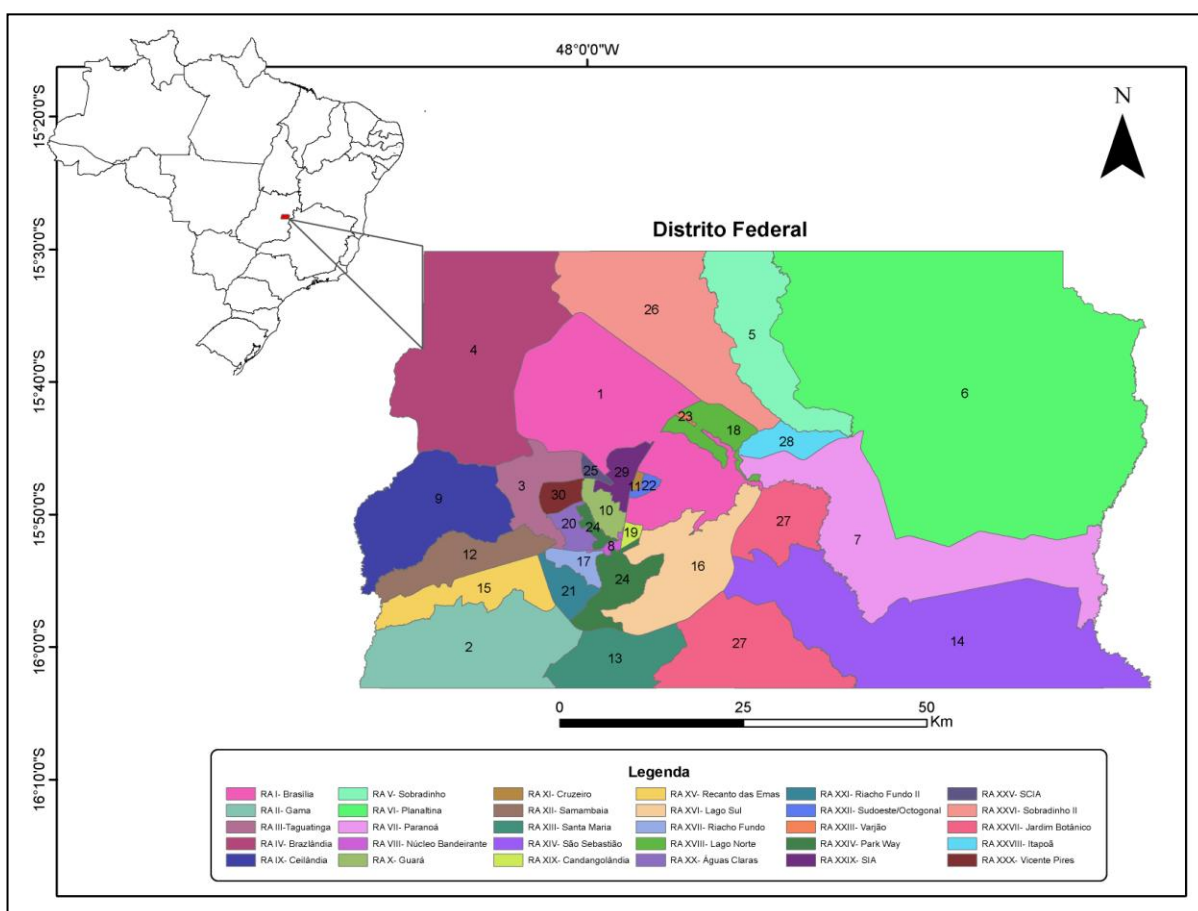 48°0'0"W
N
15°20'0"S
15°30'0"S
15°40'0"S
15°50'0"S
16°0'0"S
16°10'0"S
Distrito Federal
26
5
4
6
1
23
18
28
25
29
3
11
22
9
30
10
27
20
24
19
7
8
12
17
16
15
24
21
2
13
27
14
0
25
50
Km
Legenda
RA I- Brasília
RA II- Gama
RA III-Taguatinga
RA IV- Brazlândia
RA IX- Ceilândia
RA V- Sobradinho
RA VI- Planaltina
RA VII- Paranoá
RA VIII- Núcleo Bandeirante
RA X- Guará
RA XI- Cruzeiro
RA XII- Samambaia
RA XIII- Santa Maria
RA XIV- São Sebastião
RA XIX- Candangolândia
RA XV- Recanto das Emas
RA XVI- Lago Sul
RA XVII- Riacho Fundo
RA XVIII- Lago Norte
RA XX- Águas Claras
RA XXI- Riacho Fundo II
RA XXII- Sudoeste/Octogonal
RA XXIII- Varjão
RA XXIV- Park Way
RA XXIX- SIA
RA XXV- SCIA
RA XXVI- Sobradinho II
RA XXVII- Jardim Botânico
RA XXVIII- Itapoã
RA XXX- Vicente Pires